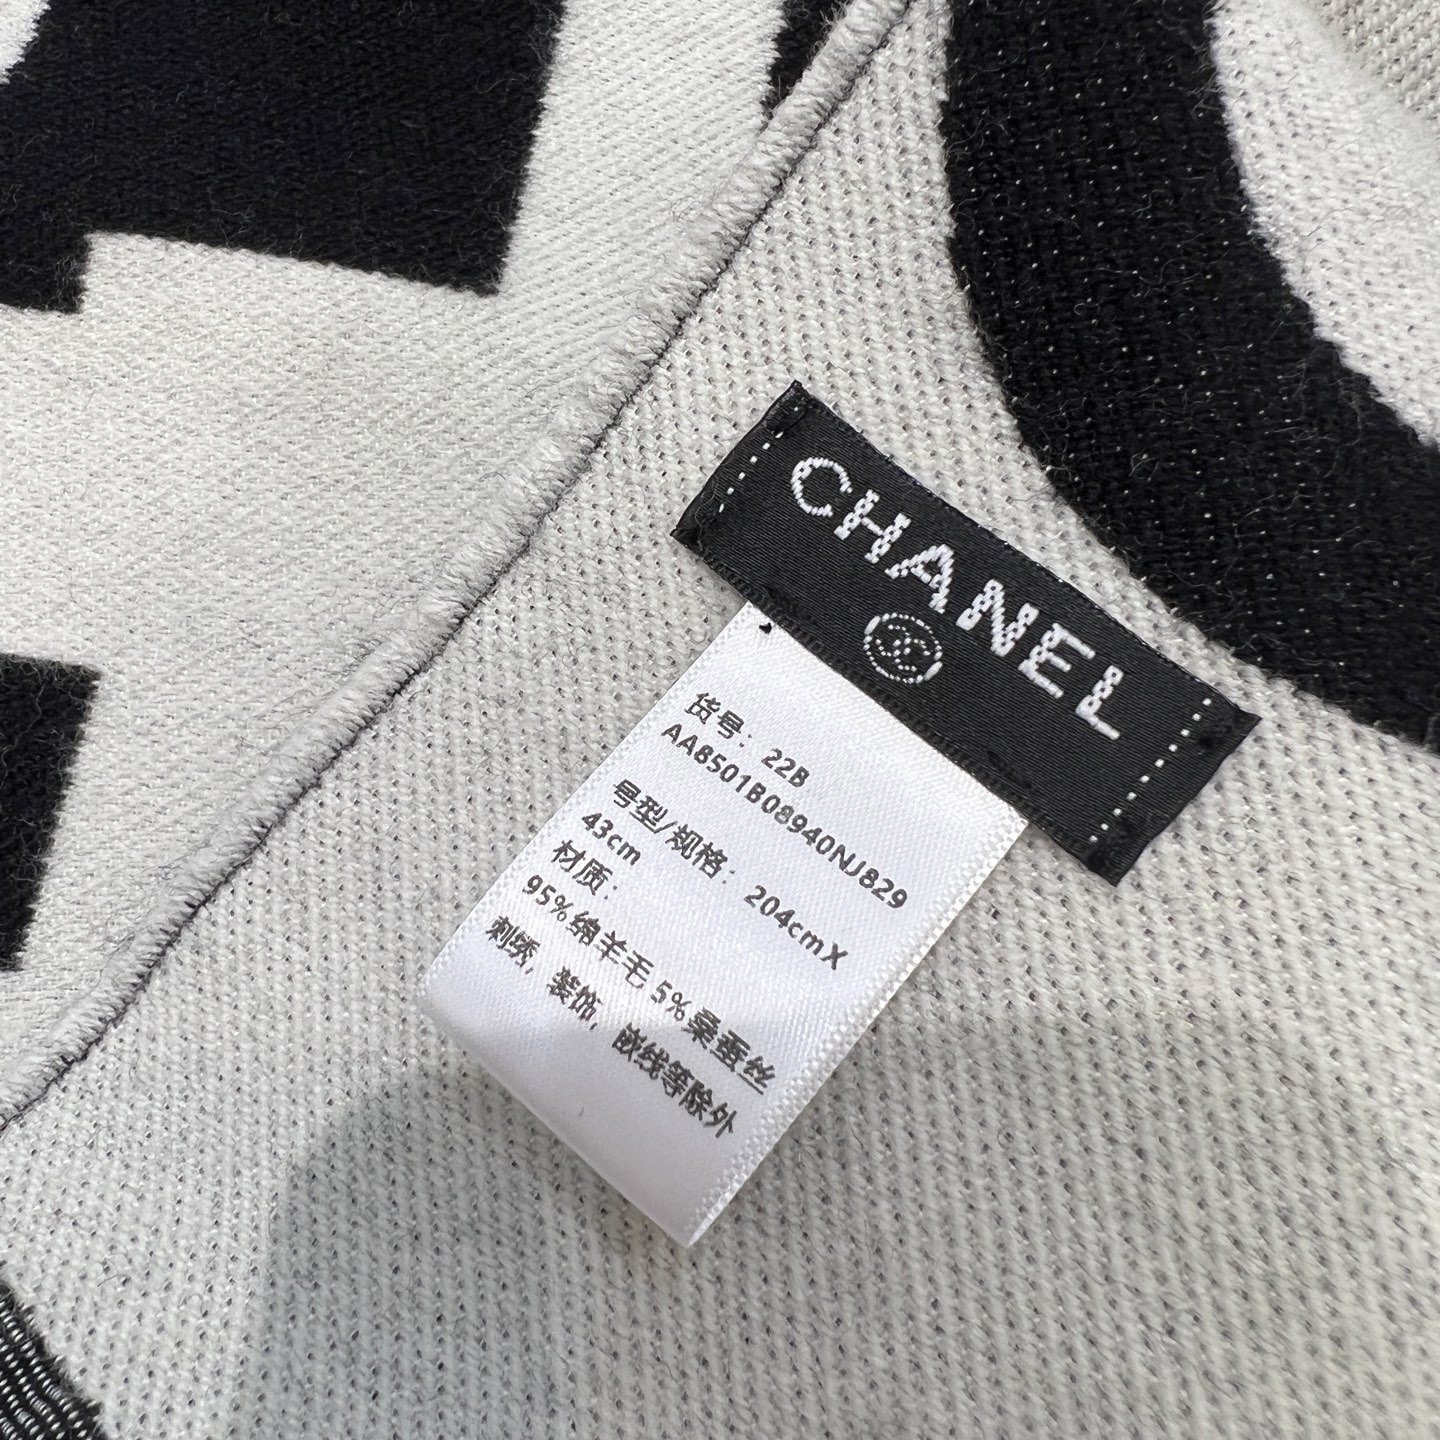 CHANEL
货号：22B
AA8501B08940NJ829
号型/规格：204cmX
43cm
材质：
95%绵羊毛 5%桑蚕丝
刺绣，装饰，嵌线等除外